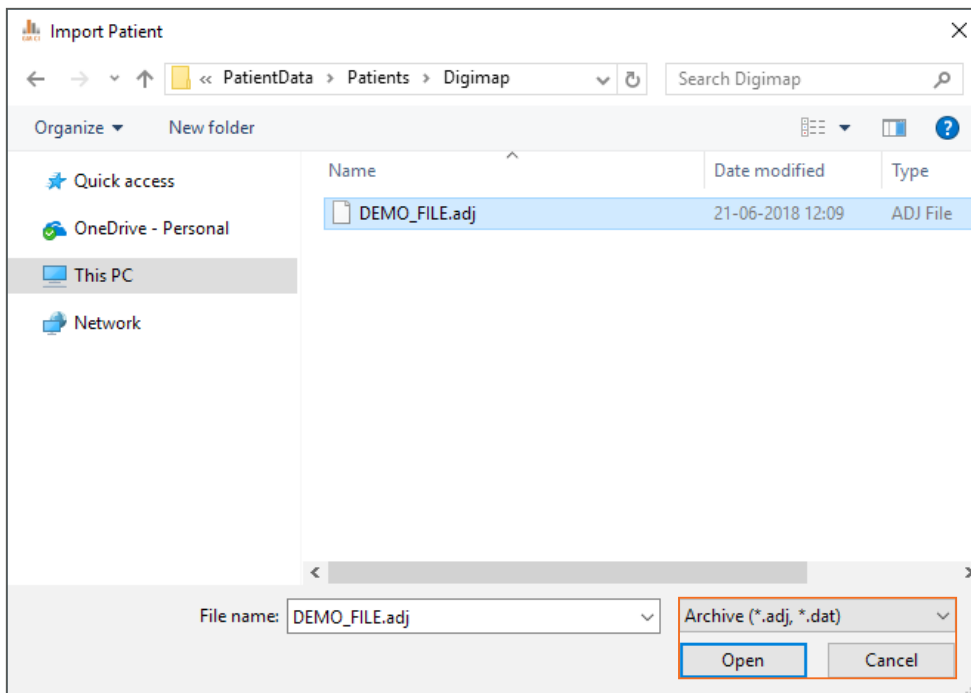 Import Patient
« PatientData > Patients > Digimap
Search Digimap
Organize
New folder
Name
Date modified
Type
Quick access
DEMO_FILE.adj
21-06-2018 12:09
ADJ File
OneDrive - Personal
This PC
Network
File name:
DEMO_FILE.adj
Archive (*.adj, *.dat)
Open
Cancel